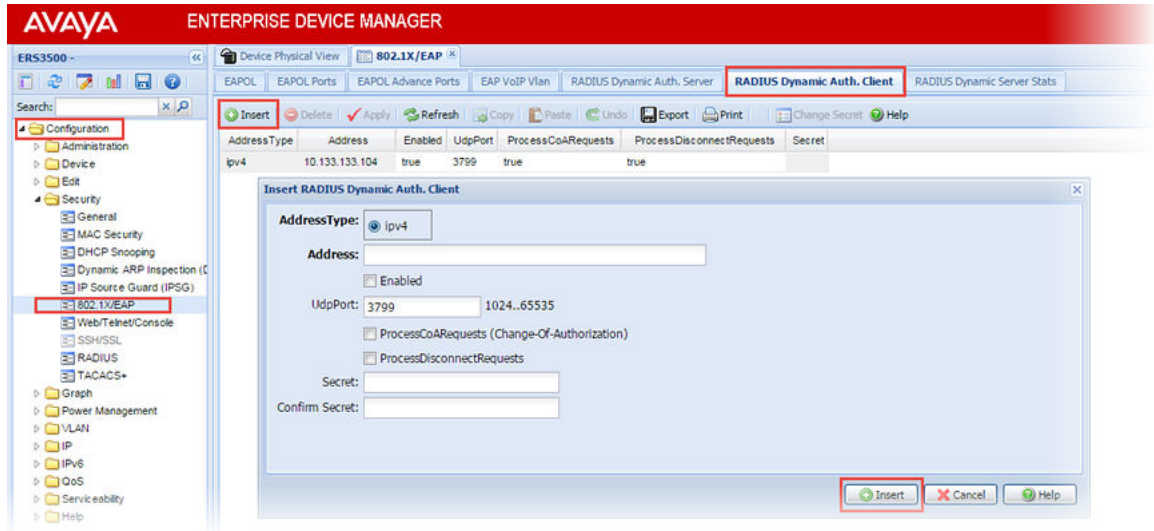 AVAYA ENTERPRISE DEVICE MANAGER
ERS3500 -
Device Physical View 802.1X/EAP
EAPOL EAPOL Ports EAPOL Advance Ports EAP VoIP Vlan RADIUS Dynamic Auth. Server RADIUS Dynamic Auth. Client RADIUS Dynamic Server Stats
Search:
Insert Delete Apply Refresh Copy Paste Undo Export Print Change Secret Help
AddressType Address Enabled UdpPort ProcessCoARequests ProcessDisconnectRequests Secret
ipv4 10.133.133.104 true 3799 true true
Configuration
Administration
Device
Edit
Security
General
MAC Security
DHCP Snooping
Dynamic ARP Inspection (D
IP Source Guard (IPSG)
802.1X/EAP
Web/Telnet/Console
SSH/SSL
RADIUS
TACACS+
Graph
Power Management
VLAN
IP
IPv6
QoS
Serviceability
Help
Insert RADIUS Dynamic Auth. Client
AddressType: ipv4
Address:
Enabled
UdpPort: 3799 1024..65535
ProcessCoARequests (Change-Of-Authorization)
ProcessDisconnectRequests
Secret:
Confirm Secret:
Insert Cancel Help